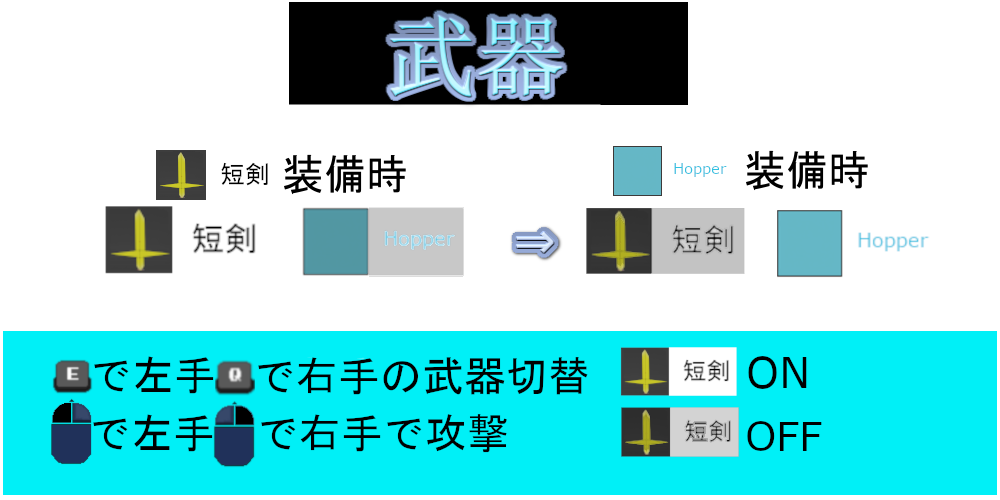 武器
短剣 装備時
Hopper 装備時
短剣 Hopper
短剣 Hopper
Eで左手Qで右手の武器切替
短剣 ON
で左手で右手で攻撃
短剣 OFF